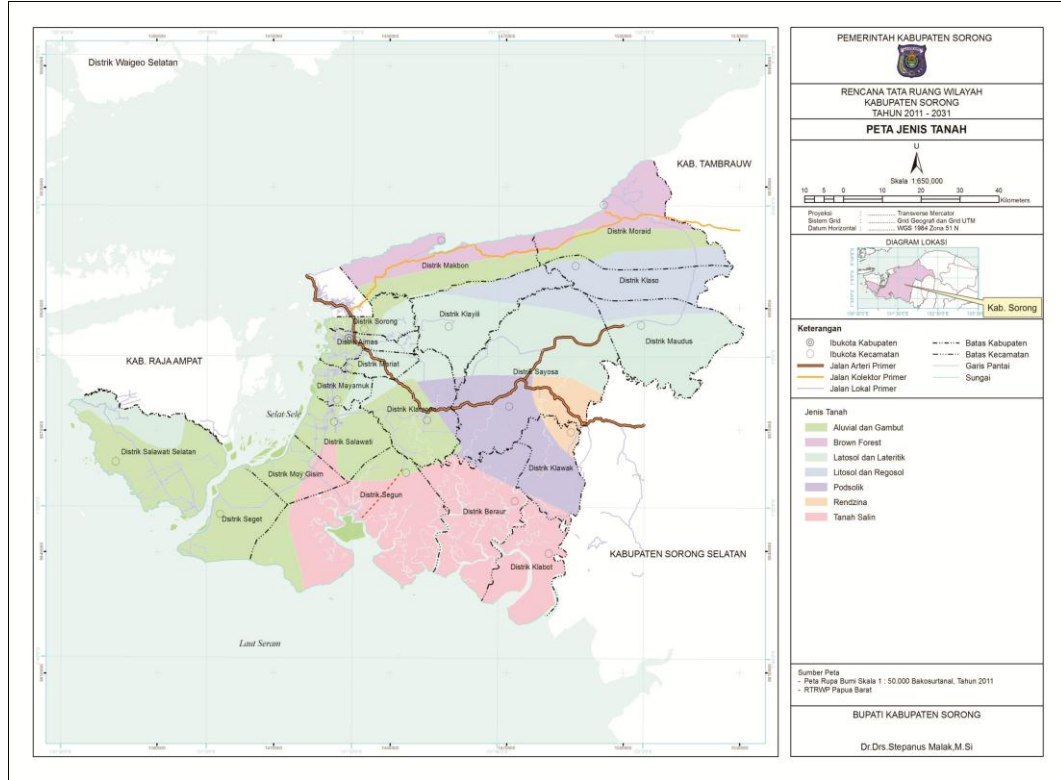 Distrik Waigeo Selatan
KAB. TAMBRAUW
Distrik Moraid
Distrik Makbon
Distrik Klaso
Distrik Sorong
Distrik Klayili
Distrik Aimas
Distrik Maudus
KAB. RAJA AMPAT
Distrik Mariat
Distrik Sayosa
Distrik Mayamuk
Selat Sele
Distrik Klamono
Distrik Salawati
Distrik Salawati Selatan
Distrik Moy Gisim
Distrik Klawak
Distrik Segun
Distrik Beraur
Distrik Seget
KABUPATEN SORONG SELATAN
Distrik Klabot
Laut Seram
PEMERINTAH KABUPATEN SORONG
RENCANA TATA RUANG WILAYAH
KABUPATEN SORONG
TAHUN 2011 - 2031
PETA JENIS TANAH
U
Skala 1:650,000
10 5 0 10 20 30 40
Kilometers
Proyeksi : ............ Transverse Mercator
Sistem Grid : ............ Grid Geografi dan Grid UTM
Datum Horizontal : ............ WGS 1984 Zona 51 N
DIAGRAM LOKASI
Kab. Sorong
Keterangan
Ibukota Kabupaten
Batas Kabupaten
Ibukota Kecamatan
Batas Kecamatan
Jalan Arteri Primer
Garis Pantai
Jalan Kolektor Primer
Sungai
Jalan Lokal Primer
Jenis Tanah
Aluvial dan Gambut
Brown Forest
Latosol dan Lateritik
Litosol dan Regosol
Podsolik
Rendzina
Tanah Salin
Sumber Peta
- Peta Rupa Bumi Skala 1 : 50.000 Bakosurtanal, Tahun 2011
- RTRWP Papua Barat
BUPATI KABUPATEN SORONG
Dr.Drs.Stepanus Malak,M.Si